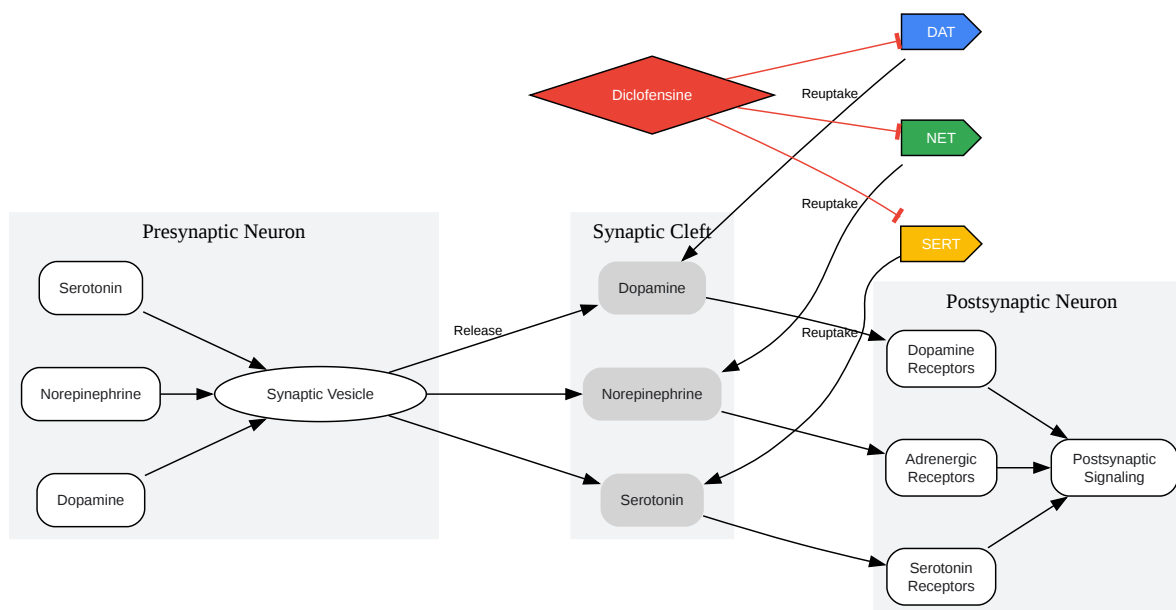 DAT
Diclofensine
Reuptake
NET
Reuptake
SERT
Presynaptic Neuron
Serotonin
Norepinephrine
Dopamine
Synaptic Vesicle
Release
Synaptic Cleft
Dopamine
Norepinephrine
Serotonin
Reuptake
Postsynaptic Neuron
Dopamine
Receptors
Adrenergic
Receptors
Serotonin
Receptors
Postsynaptic
Signaling